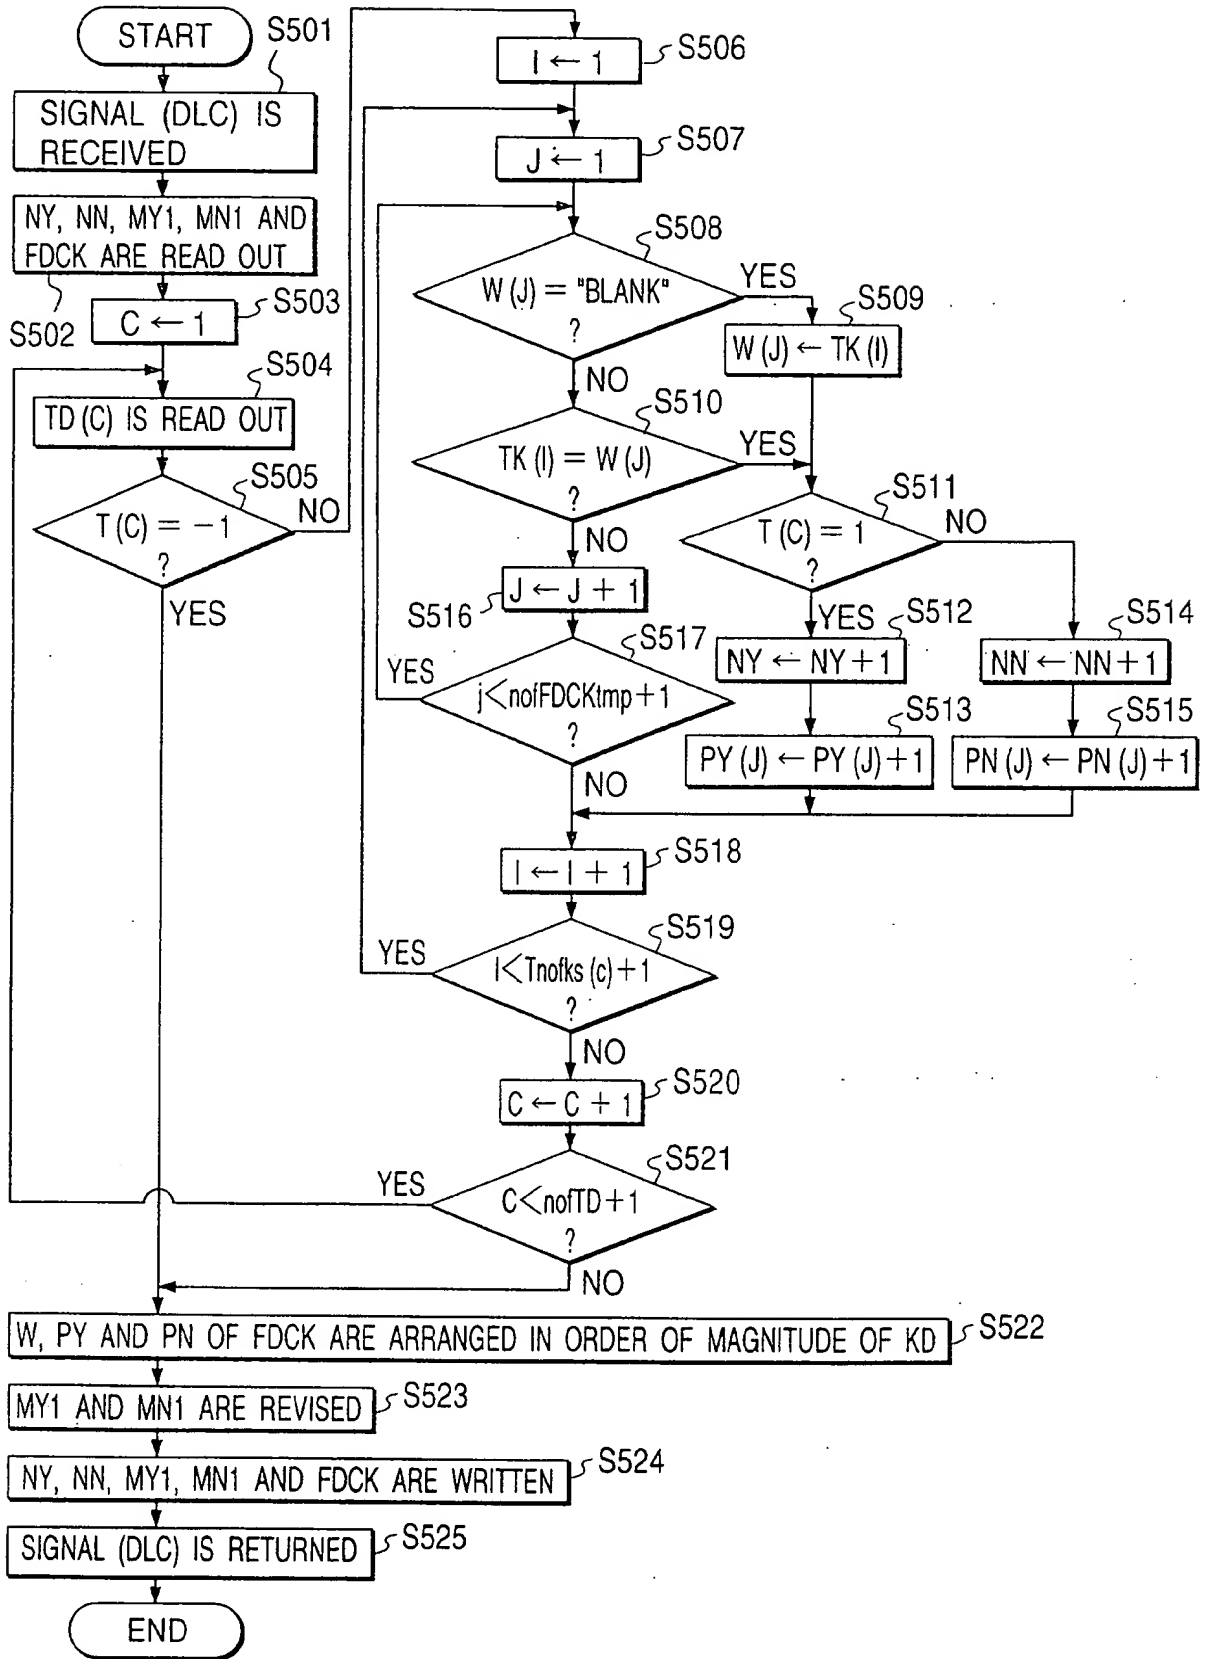 START
S501
SIGNAL (DLC) IS
RECEIVED
NY, NN, MY1, MN1 AND
FDCK ARE READ OUT
S502
C ← 1
S503
S504
TD (C) IS READ OUT
S505
T (C) = −1
?
NO
YES
I ← 1
S506
J ← 1
S507
S508
W (J) = "BLANK"
?
YES
NO
S509
W (J) ← TK (I)
S510
TK (I) = W (J)
?
YES
NO
S511
T (C) = 1
?
NO
YES
S512
NY ← NY + 1
S513
PY (J) ← PY (J) + 1
S514
NN ← NN + 1
S515
PN (J) ← PN (J) + 1
S516
J ← J + 1
S517
j < nofFDCKtmp + 1
?
YES
NO
S518
I ← I + 1
S519
I < Tnofks (c) + 1
?
YES
NO
S520
C ← C + 1
S521
C < nofTD + 1
?
YES
NO
W, PY AND PN OF FDCK ARE ARRANGED IN ORDER OF MAGNITUDE OF KD
S522
MY1 AND MN1 ARE REVISED
S523
NY, NN, MY1, MN1 AND FDCK ARE WRITTEN
S524
SIGNAL (DLC) IS RETURNED
S525
END